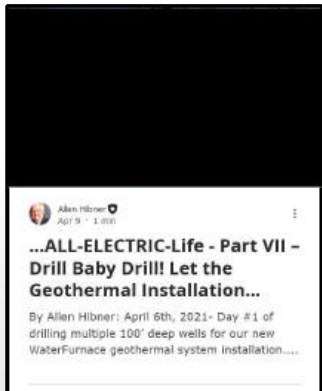 Allen Hibner
Apr 9 · 1 min
...ALL-ELECTRIC-Life - Part VII –
Drill Baby Drill! Let the
Geothermal Installation...
By Allen Hibner: April 6th, 2021- Day #1 of
drilling multiple 100' deep wells for our new
WaterFurnace geothermal system installation....